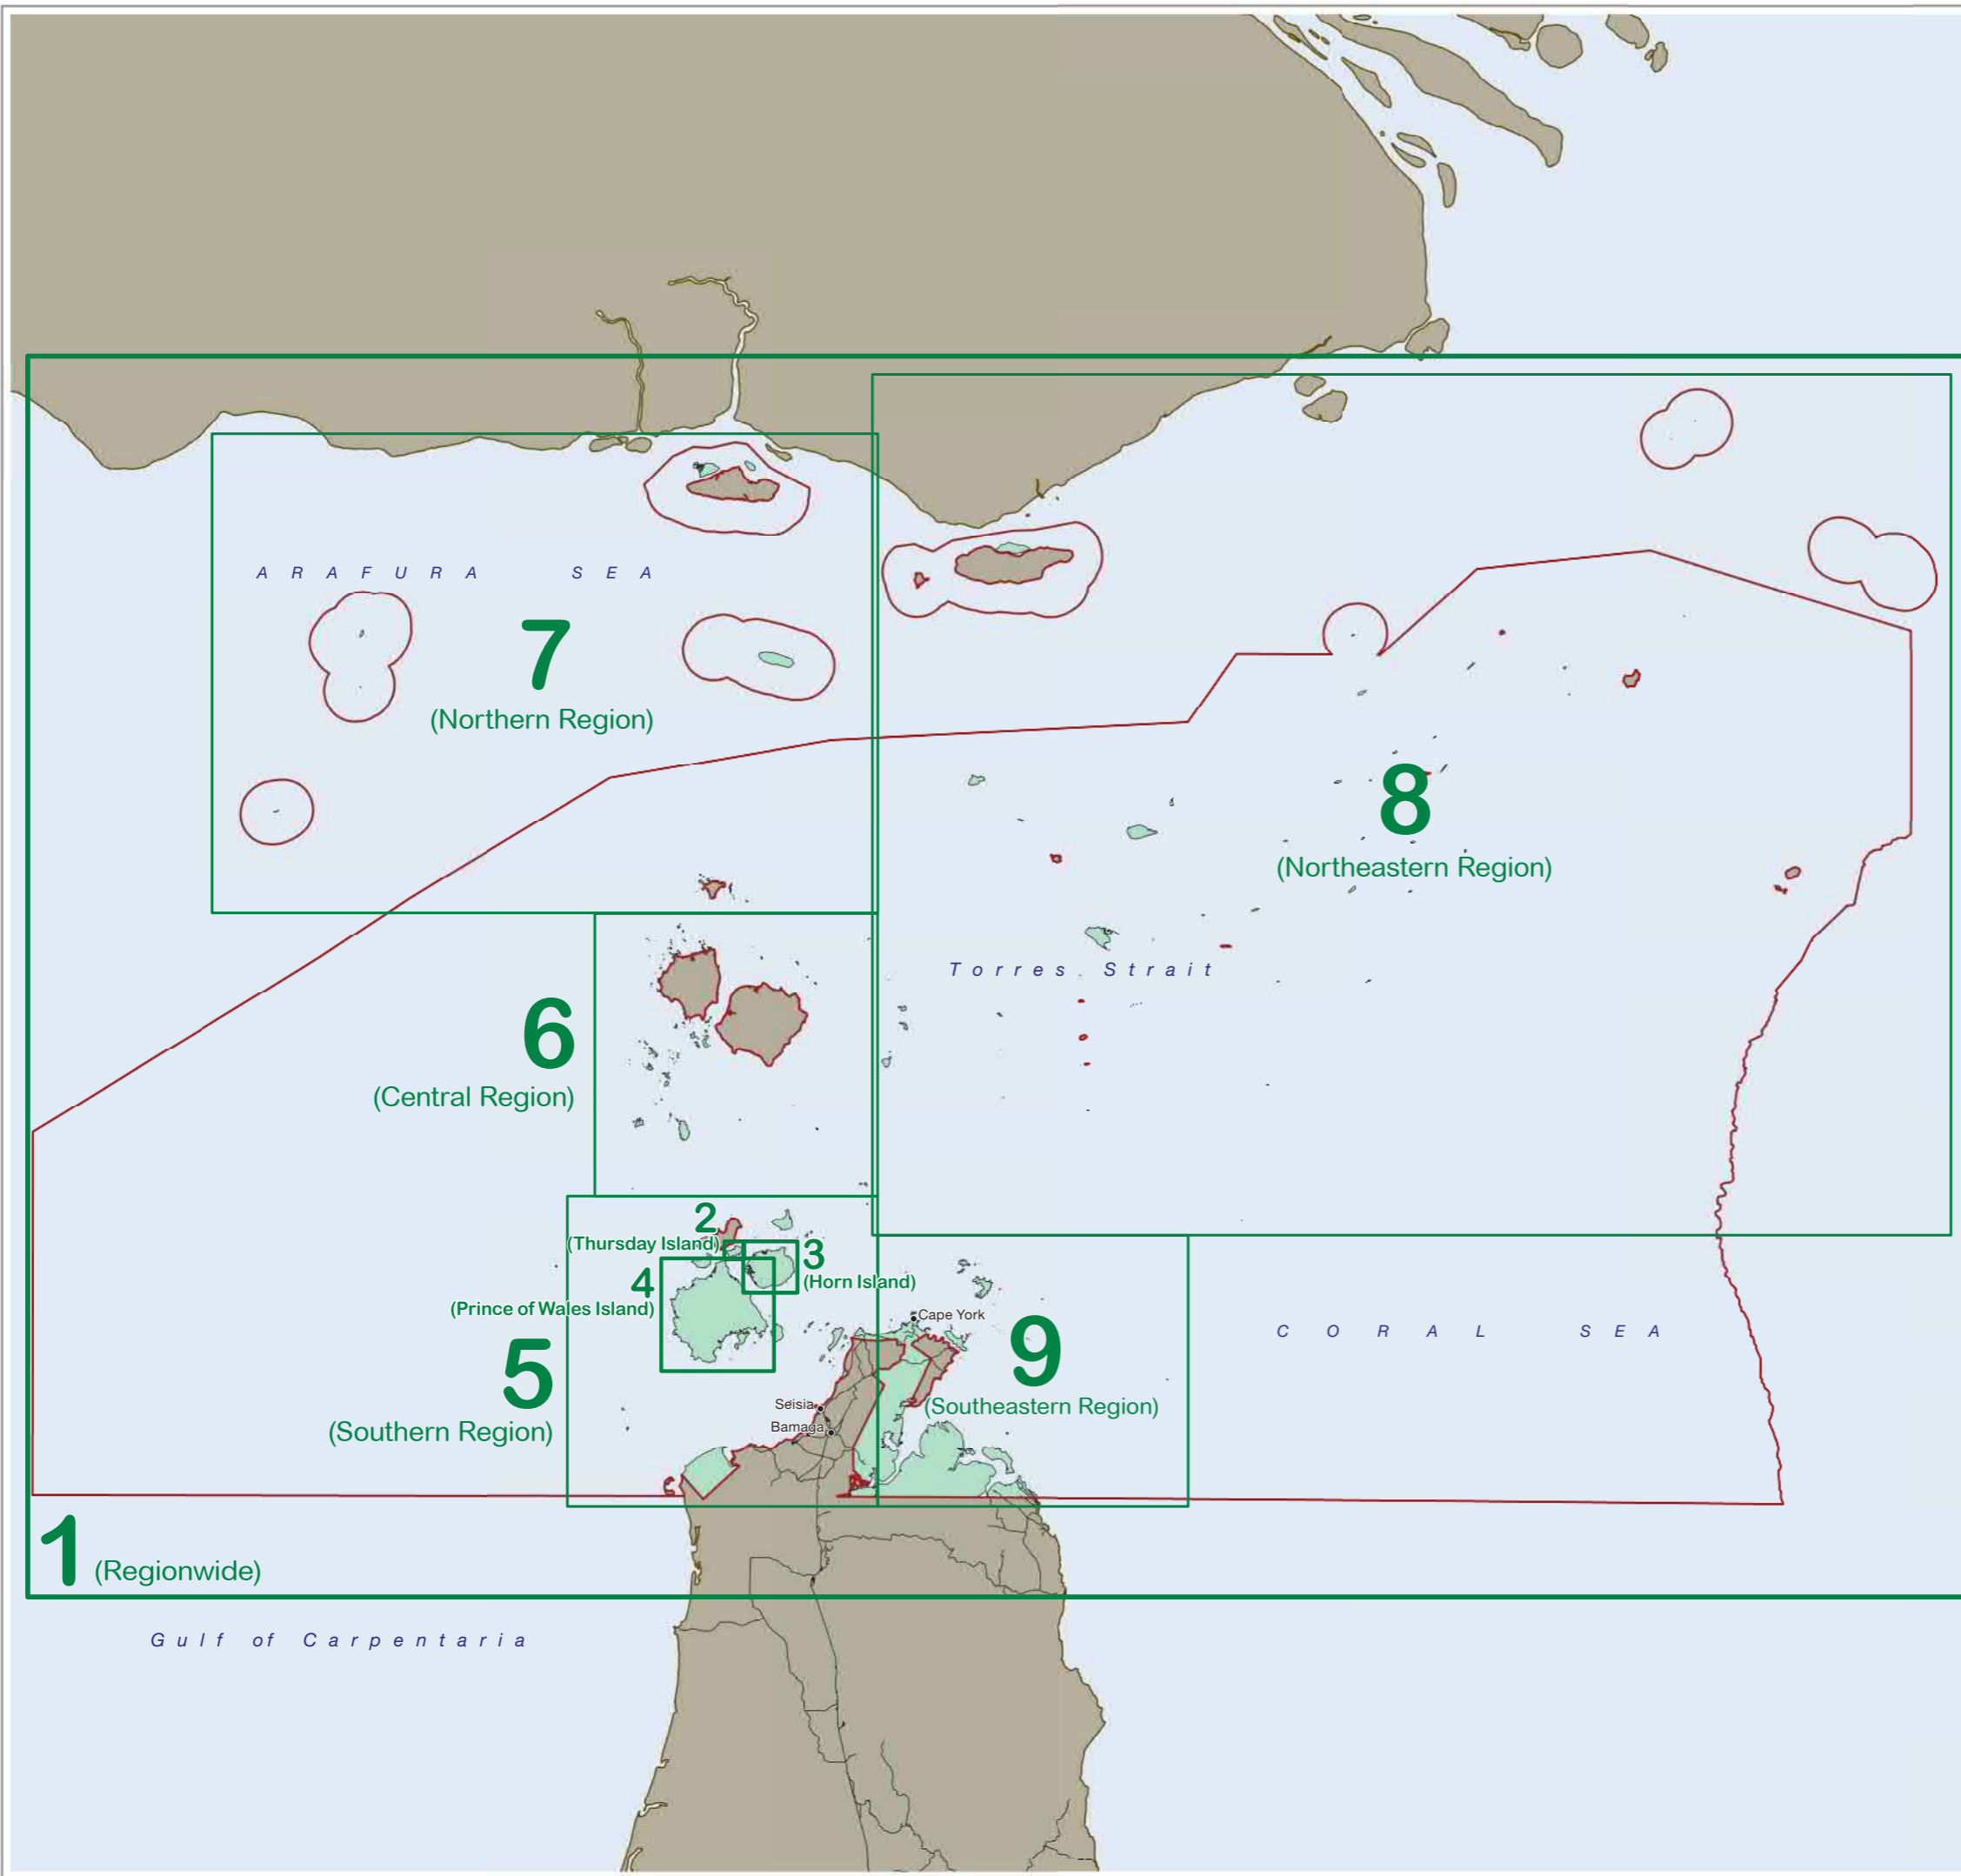 A R A F U R A S E A
7
(Northern Region)
8
(Northeastern Region)
Torres Strait
6
(Central Region)
2
(Thursday Island)
3
(Horn Island)
4
(Prince of Wales Island)
Cape York
C O R A L S E A
9
(Southeastern Region)
5
(Southern Region)
Seisia
Bamaga
1 (Regionwide)
Gulf of Carpentaria